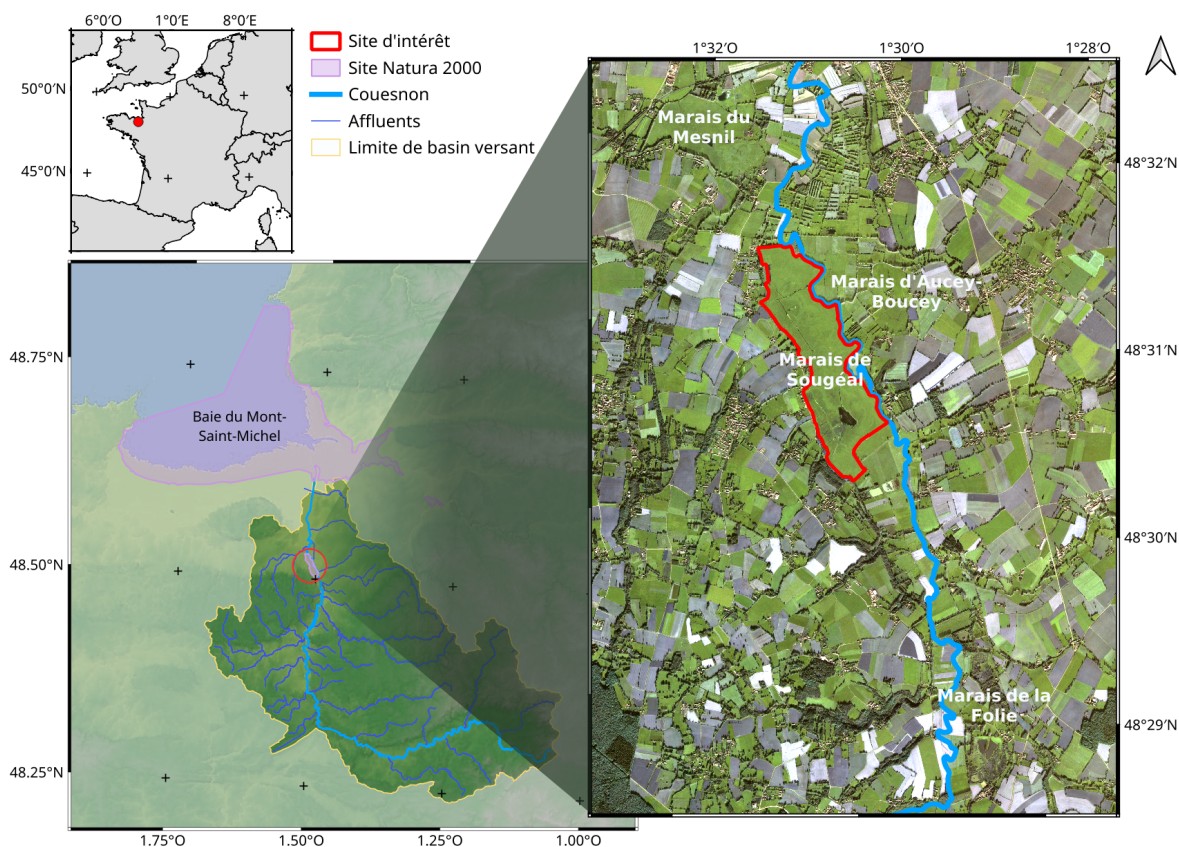 6°0'O 1°0'E 8°0'E
50°0'N
45°0'N
Site d'intérêt
Site Natura 2000
Couesnon
Affluents
Limite de basin versant
48.75°N
48.50°N
48.25°N
1.75°O 1.50°O 1.25°O 1.00°O
Baie du Mont-
Saint-Michel
1°32'O 1°30'O 1°28'O
48°32'N
48°31'N
48°30'N
48°29'N
Marais du
Mesnil
Marais d'Aucey-
Boucey
Marais de
Sougéal
Marais de la
Folie